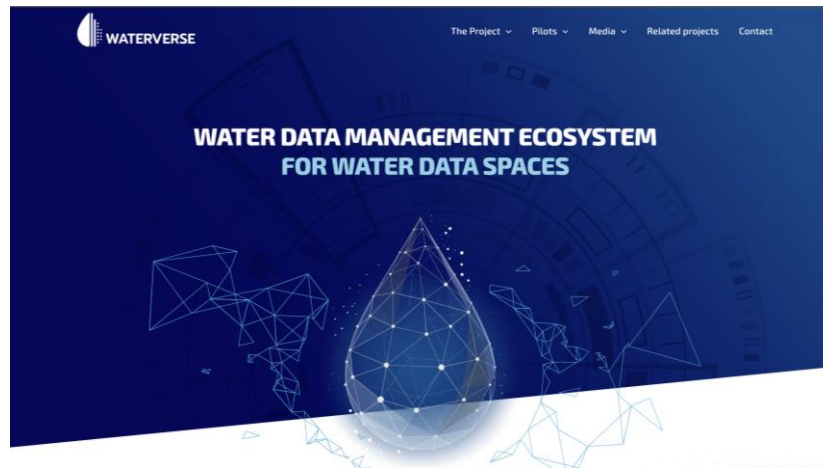 WATERVERSE
The Project Pilots Media Related projects Contact
WATER DATA MANAGEMENT ECOSYSTEM
FOR WATER DATA SPACES